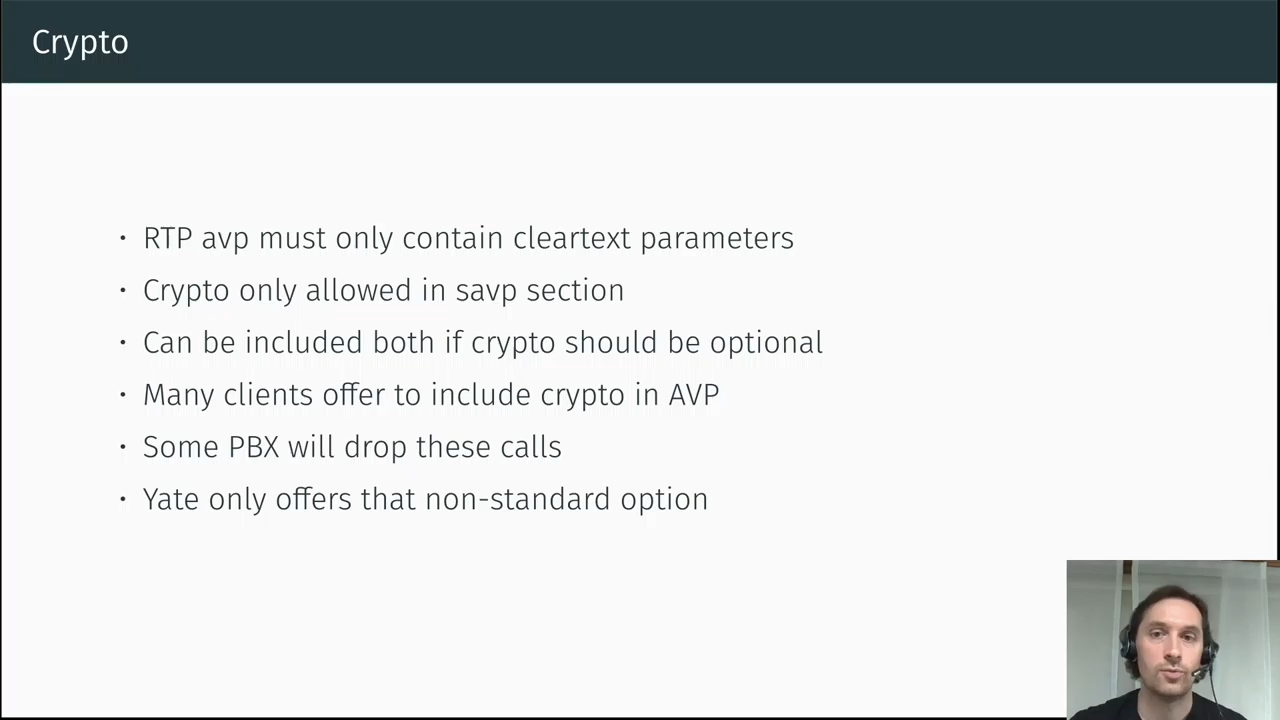 Crypto
• RTP avp must only contain cleartext parameters
• Crypto only allowed in savp section
• Can be included both if crypto should be optional
• Many clients offer to include crypto in AVP
• Some PBX will drop these calls
• Yate only offers that non-standard option